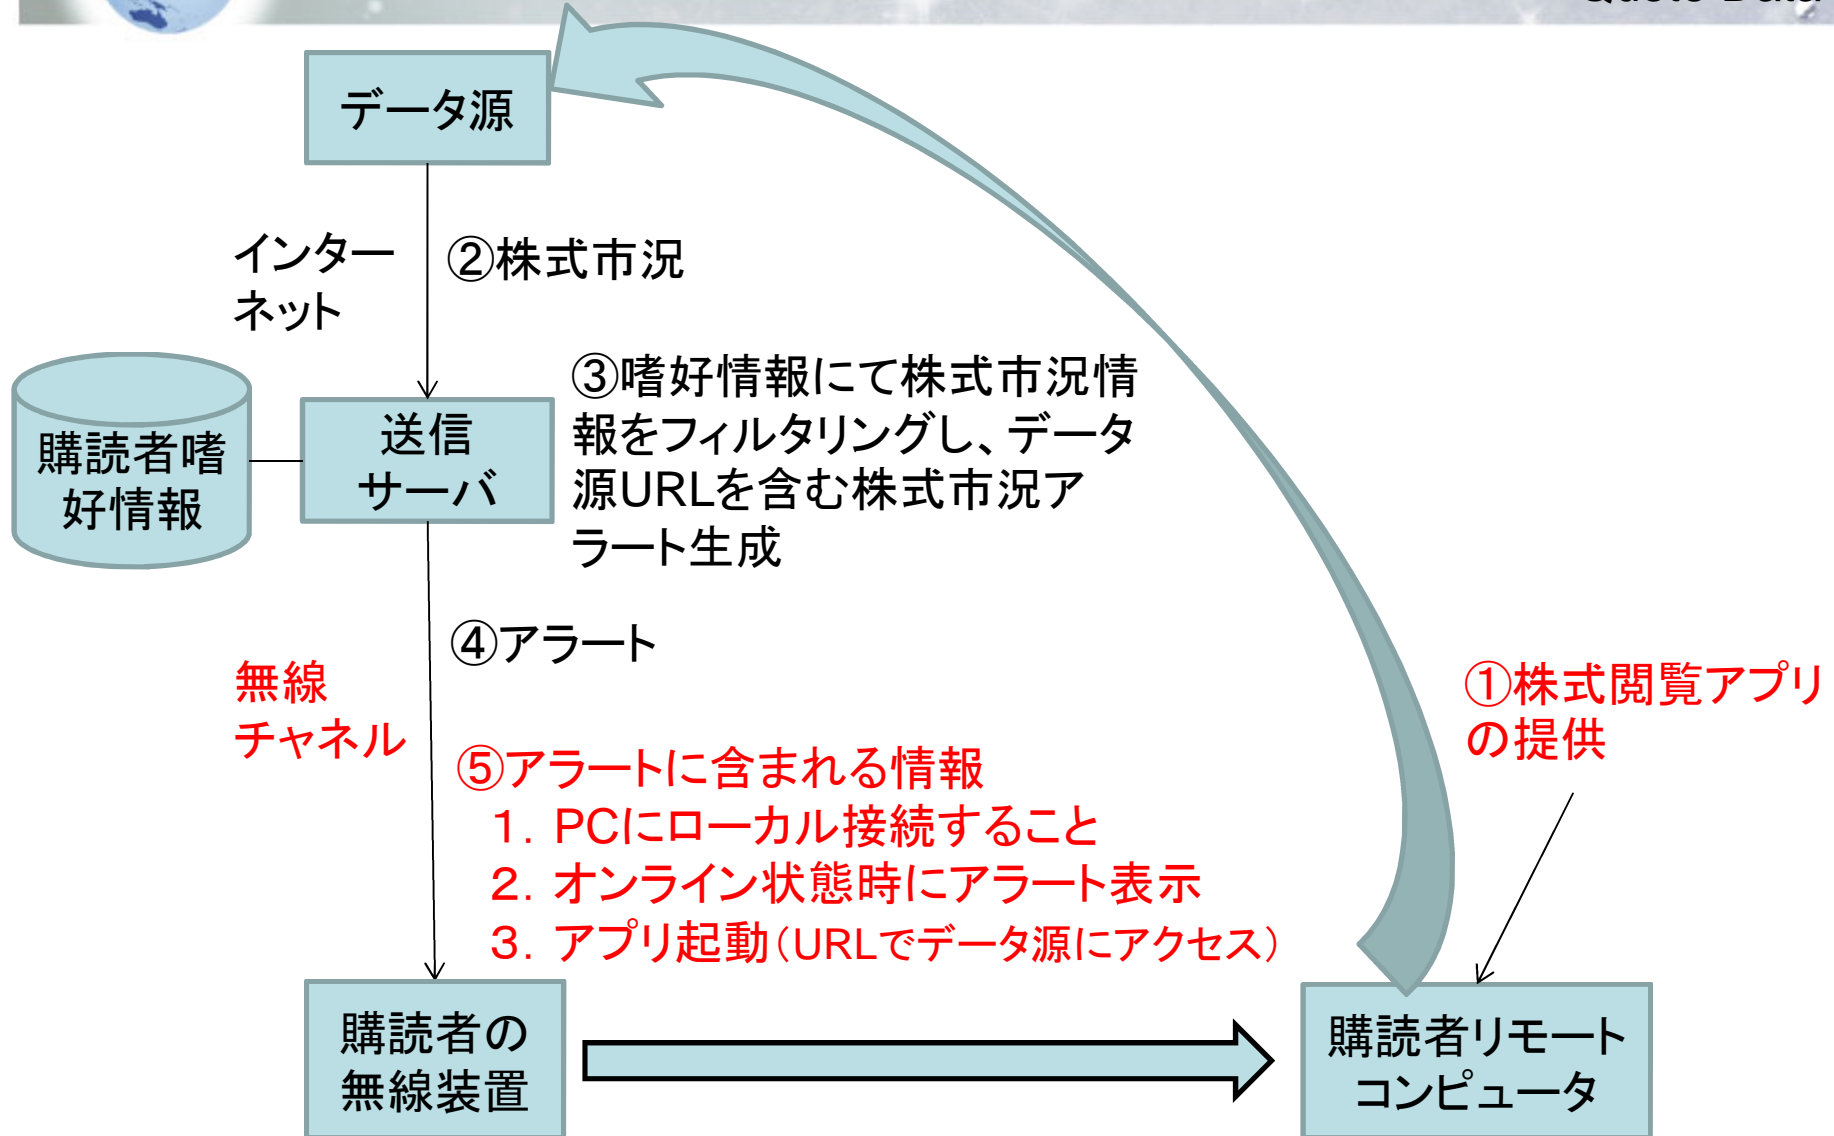 データ源
インター
ネット
②株式市況
③嗜好情報にて株式市況情
報をフィルタリングし、データ
源URLを含む株式市況ア
ラート生成
購読者嗜
好情報
送信
サーバ
④アラート
無線
チャネル
①株式閲覧アプリ
の提供
⑤アラートに含まれる情報
１．PCにローカル接続すること
２．オンライン状態時にアラート表示
３．アプリ起動（URLでデータ源にアクセス）
購読者の
無線装置
購読者リモート
コンピュータ